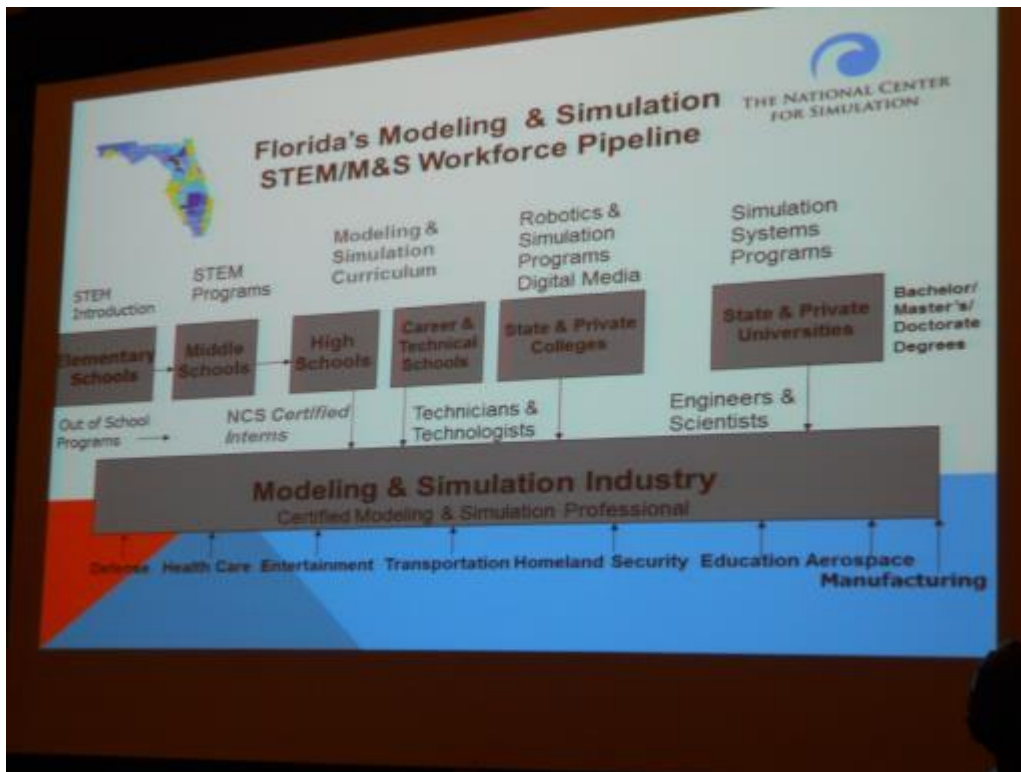 Florida's Modeling & Simulation
STEM/M&S Workforce Pipeline
THE NATIONAL CENTER
FOR SIMULATION
STEM
Introduction
STEM
Programs
Modeling &
Simulation
Curriculum
Robotics &
Simulation
Programs
Digital Media
Simulation
Systems
Programs
Elementary
Schools
Middle
Schools
High
Schools
Career &
Technical
Schools
State & Private
Colleges
State & Private
Universities
Bachelor/
Master's/
Doctorate
Degrees
Out of School
Programs
NCS Certified
Interns
Technicians &
Technologists
Engineers &
Scientists
Modeling & Simulation Industry
Certified Modeling & Simulation Professional
Defense Health Care Entertainment Transportation Homeland Security Education Aerospace
Manufacturing